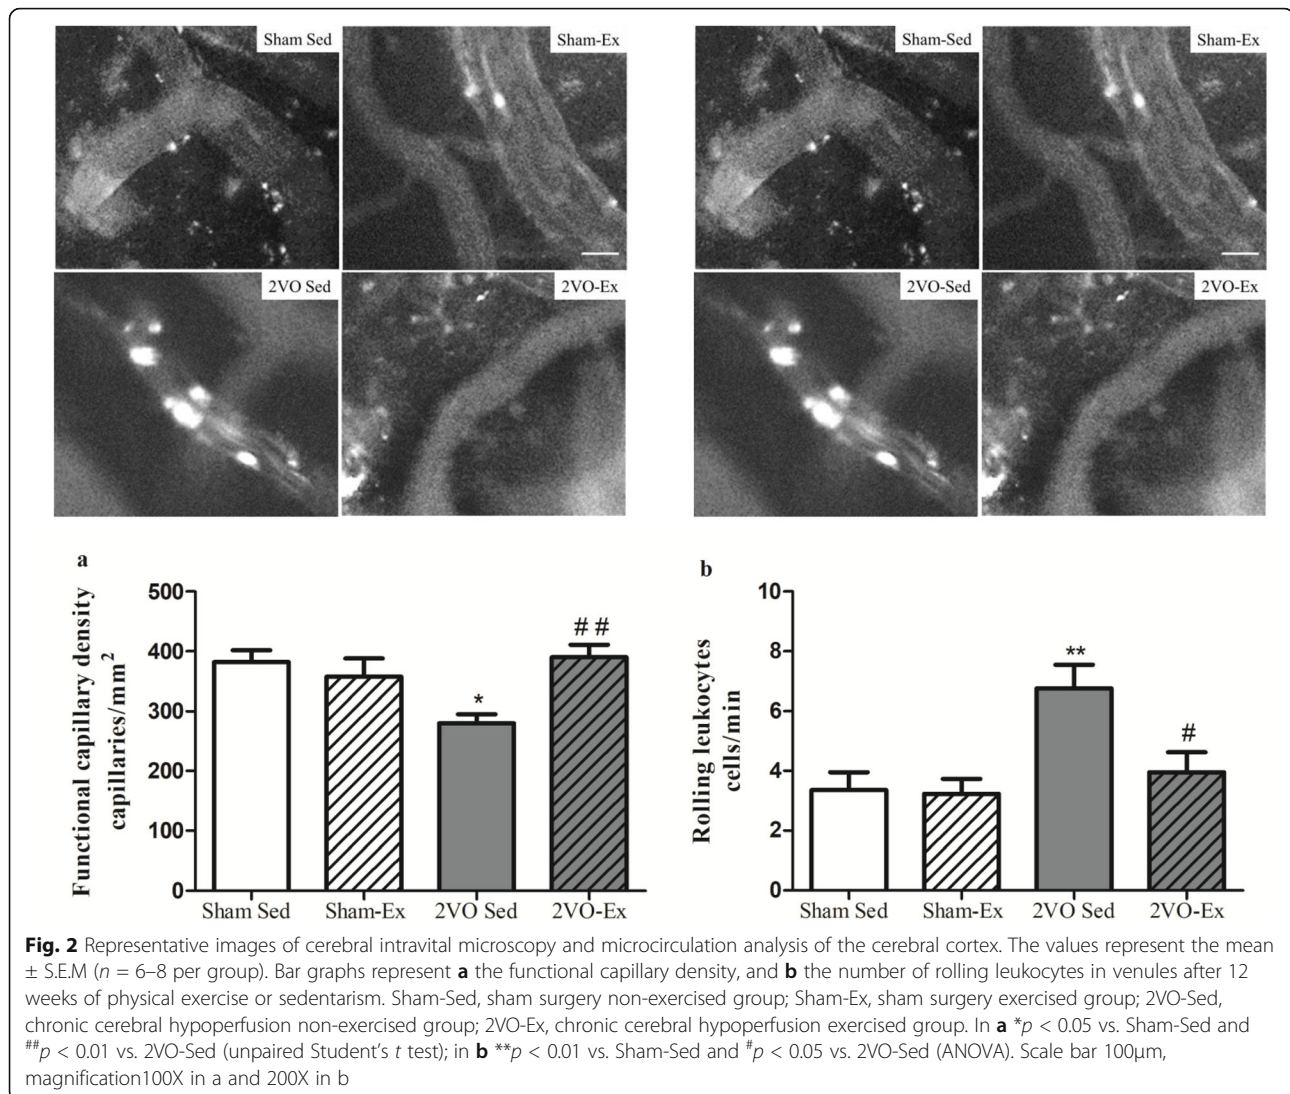 Sham Sed
Sham-Ex
2VO Sed
2VO-Ex
Sham-Sed
Sham-Ex
2VO-Sed
2VO-Ex
a
Functional capillary density
capillaries/mm²
500
400
300
200
100
0
*
# #
Sham Sed
Sham-Ex
2VO Sed
2VO-Ex
b
Rolling leukocytes
cells/min
10
8
6
4
2
0
**
#
Sham Sed
Sham-Ex
2VO Sed
2VO-Ex
Fig. 2 Representative images of cerebral intravital microscopy and microcirculation analysis of the cerebral cortex. The values represent the mean
± S.E.M (n = 6–8 per group). Bar graphs represent a the functional capillary density, and b the number of rolling leukocytes in venules after 12
weeks of physical exercise or sedentarism. Sham-Sed, sham surgery non-exercised group; Sham-Ex, sham surgery exercised group; 2VO-Sed,
chronic cerebral hypoperfusion non-exercised group; 2VO-Ex, chronic cerebral hypoperfusion exercised group. In a *p < 0.05 vs. Sham-Sed and
##p < 0.01 vs. 2VO-Sed (unpaired Student's t test); in b **p < 0.01 vs. Sham-Sed and #p < 0.05 vs. 2VO-Sed (ANOVA). Scale bar 100μm,
magnification100X in a and 200X in b